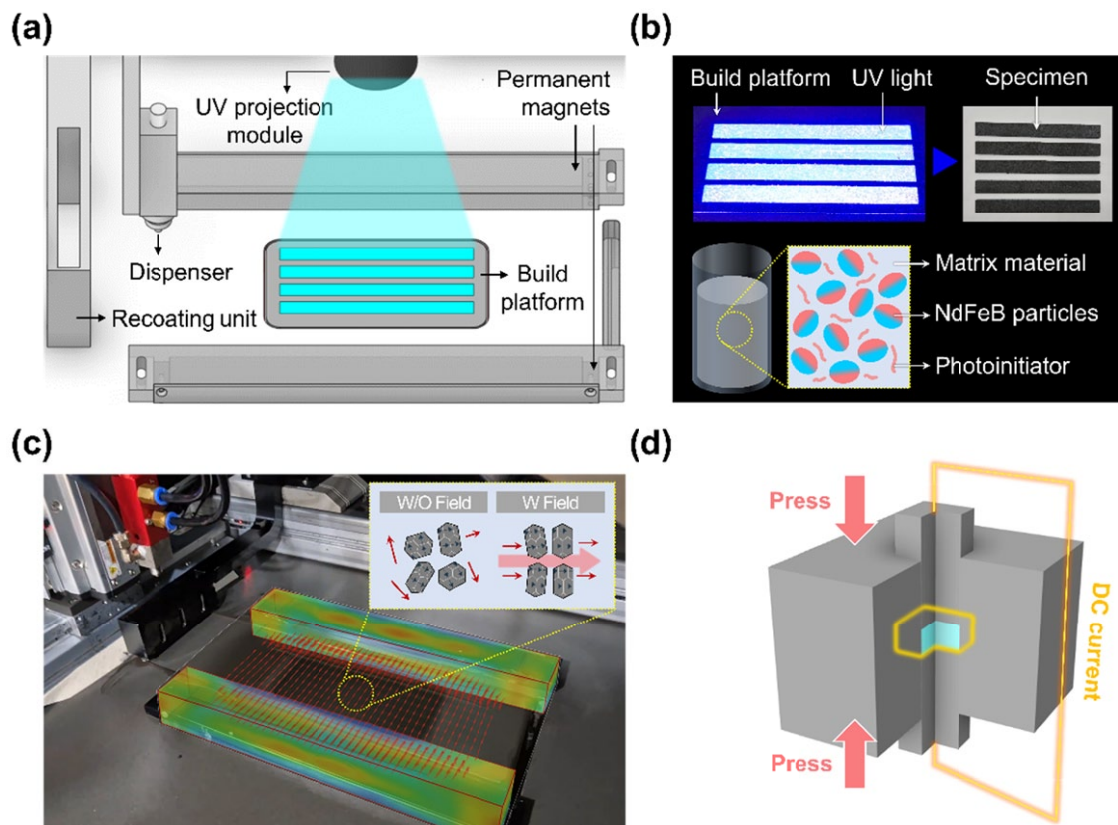 (a)
UV projection
module
Permanent
magnets
Dispenser
Build
platform
Recoating unit
(b)
Build platform
UV light
Specimen
Matrix material
NdFeB particles
Photoinitiator
(c)
W/O Field
W Field
(d)
Press
DC current
Press